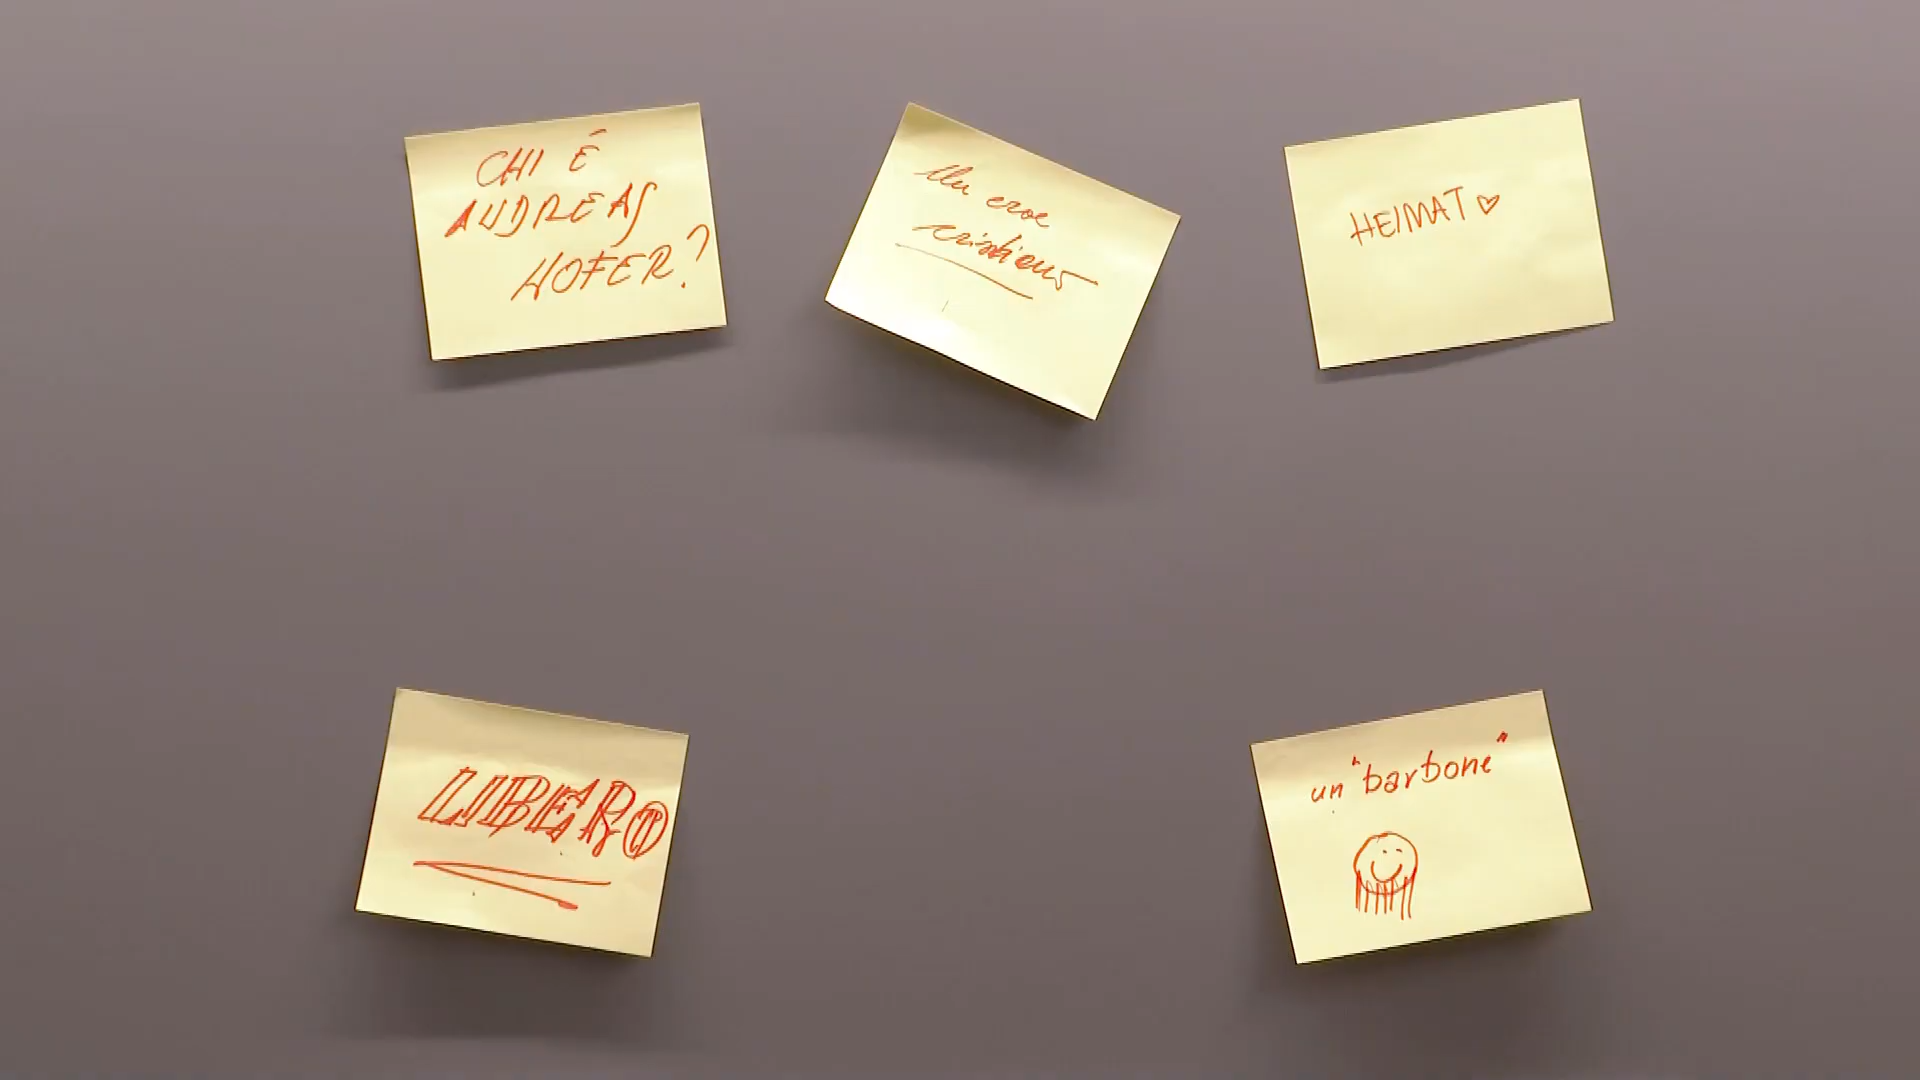 CHI É
ANDREAS
HOFER?
Un eroe
cristiano
HEIMAT ♡
LIBERO
un "barbone"